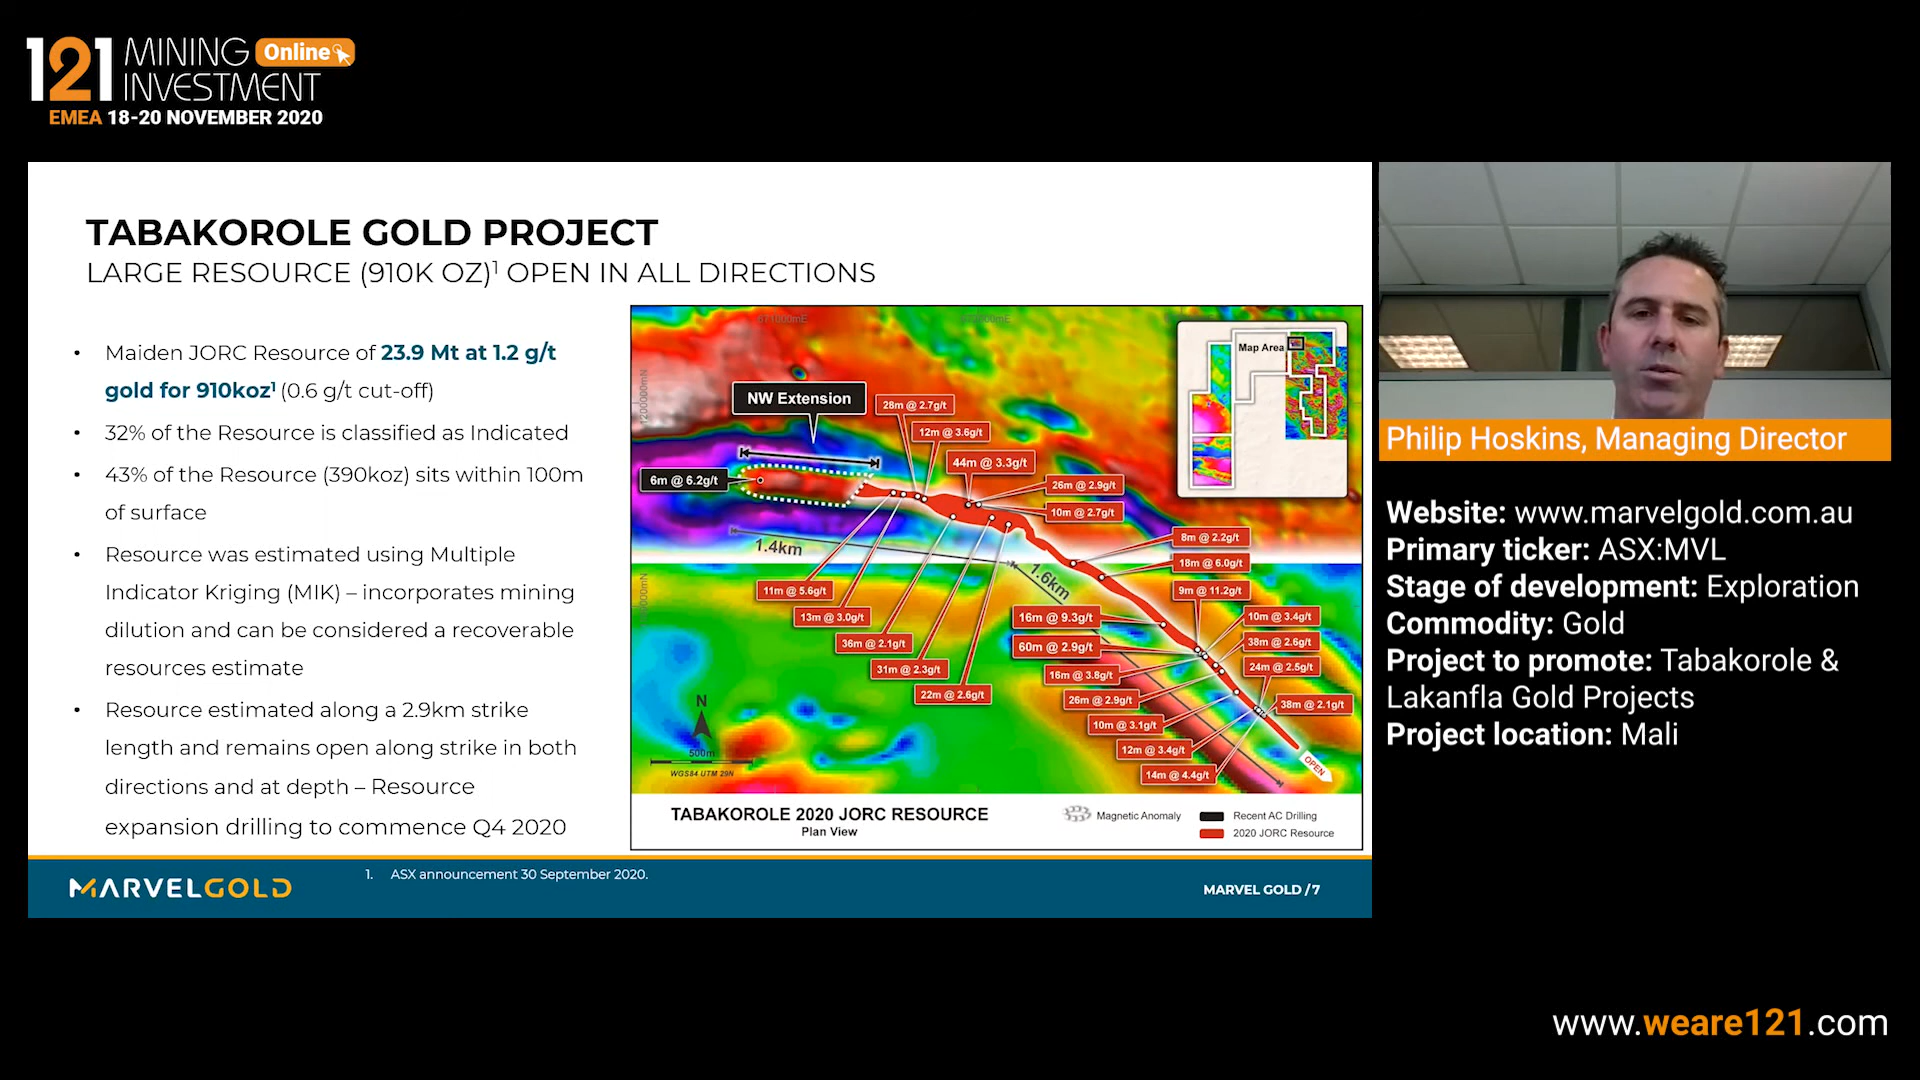 121 MINING Online
INVESTMENT
EMEA 18-20 NOVEMBER 2020
TABAKOROLE GOLD PROJECT
LARGE RESOURCE (910K OZ)¹ OPEN IN ALL DIRECTIONS
• Maiden JORC Resource of 23.9 Mt at 1.2 g/t
gold for 910koz¹ (0.6 g/t cut-off)
• 32% of the Resource is classified as Indicated
• 43% of the Resource (390koz) sits within 100m
of surface
• Resource was estimated using Multiple
Indicator Kriging (MIK) – incorporates mining
dilution and can be considered a recoverable
resources estimate
• Resource estimated along a 2.9km strike
length and remains open along strike in both
directions and at depth – Resource
expansion drilling to commence Q4 2020
671000mE
Map Area
NW Extension
28m @ 2.7g/t
12m @ 3.6g/t
44m @ 3.3g/t
6m @ 6.2g/t
26m @ 2.9g/t
10m @ 2.7g/t
8m @ 2.2g/t
1.4km
18m @ 6.0g/t
1.6km
11m @ 5.6g/t
9m @ 11.2g/t
13m @ 3.0g/t
16m @ 9.3g/t
10m @ 3.4g/t
36m @ 2.1g/t
60m @ 2.9g/t
38m @ 2.6g/t
31m @ 2.3g/t
16m @ 3.8g/t
24m @ 2.5g/t
22m @ 2.6g/t
26m @ 2.9g/t
38m @ 2.1g/t
N
10m @ 3.1g/t
12m @ 3.4g/t
500m
14m @ 4.4g/t
OPEN
WGS84 UTM 29N
TABAKOROLE 2020 JORC RESOURCE
Plan View
Magnetic Anomaly
Recent AC Drilling
2020 JORC Resource
MARVELGOLD
1. ASX announcement 30 September 2020.
MARVEL GOLD / 7
Philip Hoskins, Managing Director
Website: www.marvelgold.com.au
Primary ticker: ASX:MVL
Stage of development: Exploration
Commodity: Gold
Project to promote: Tabakorole &
Lakanfla Gold Projects
Project location: Mali
www.weare121.com